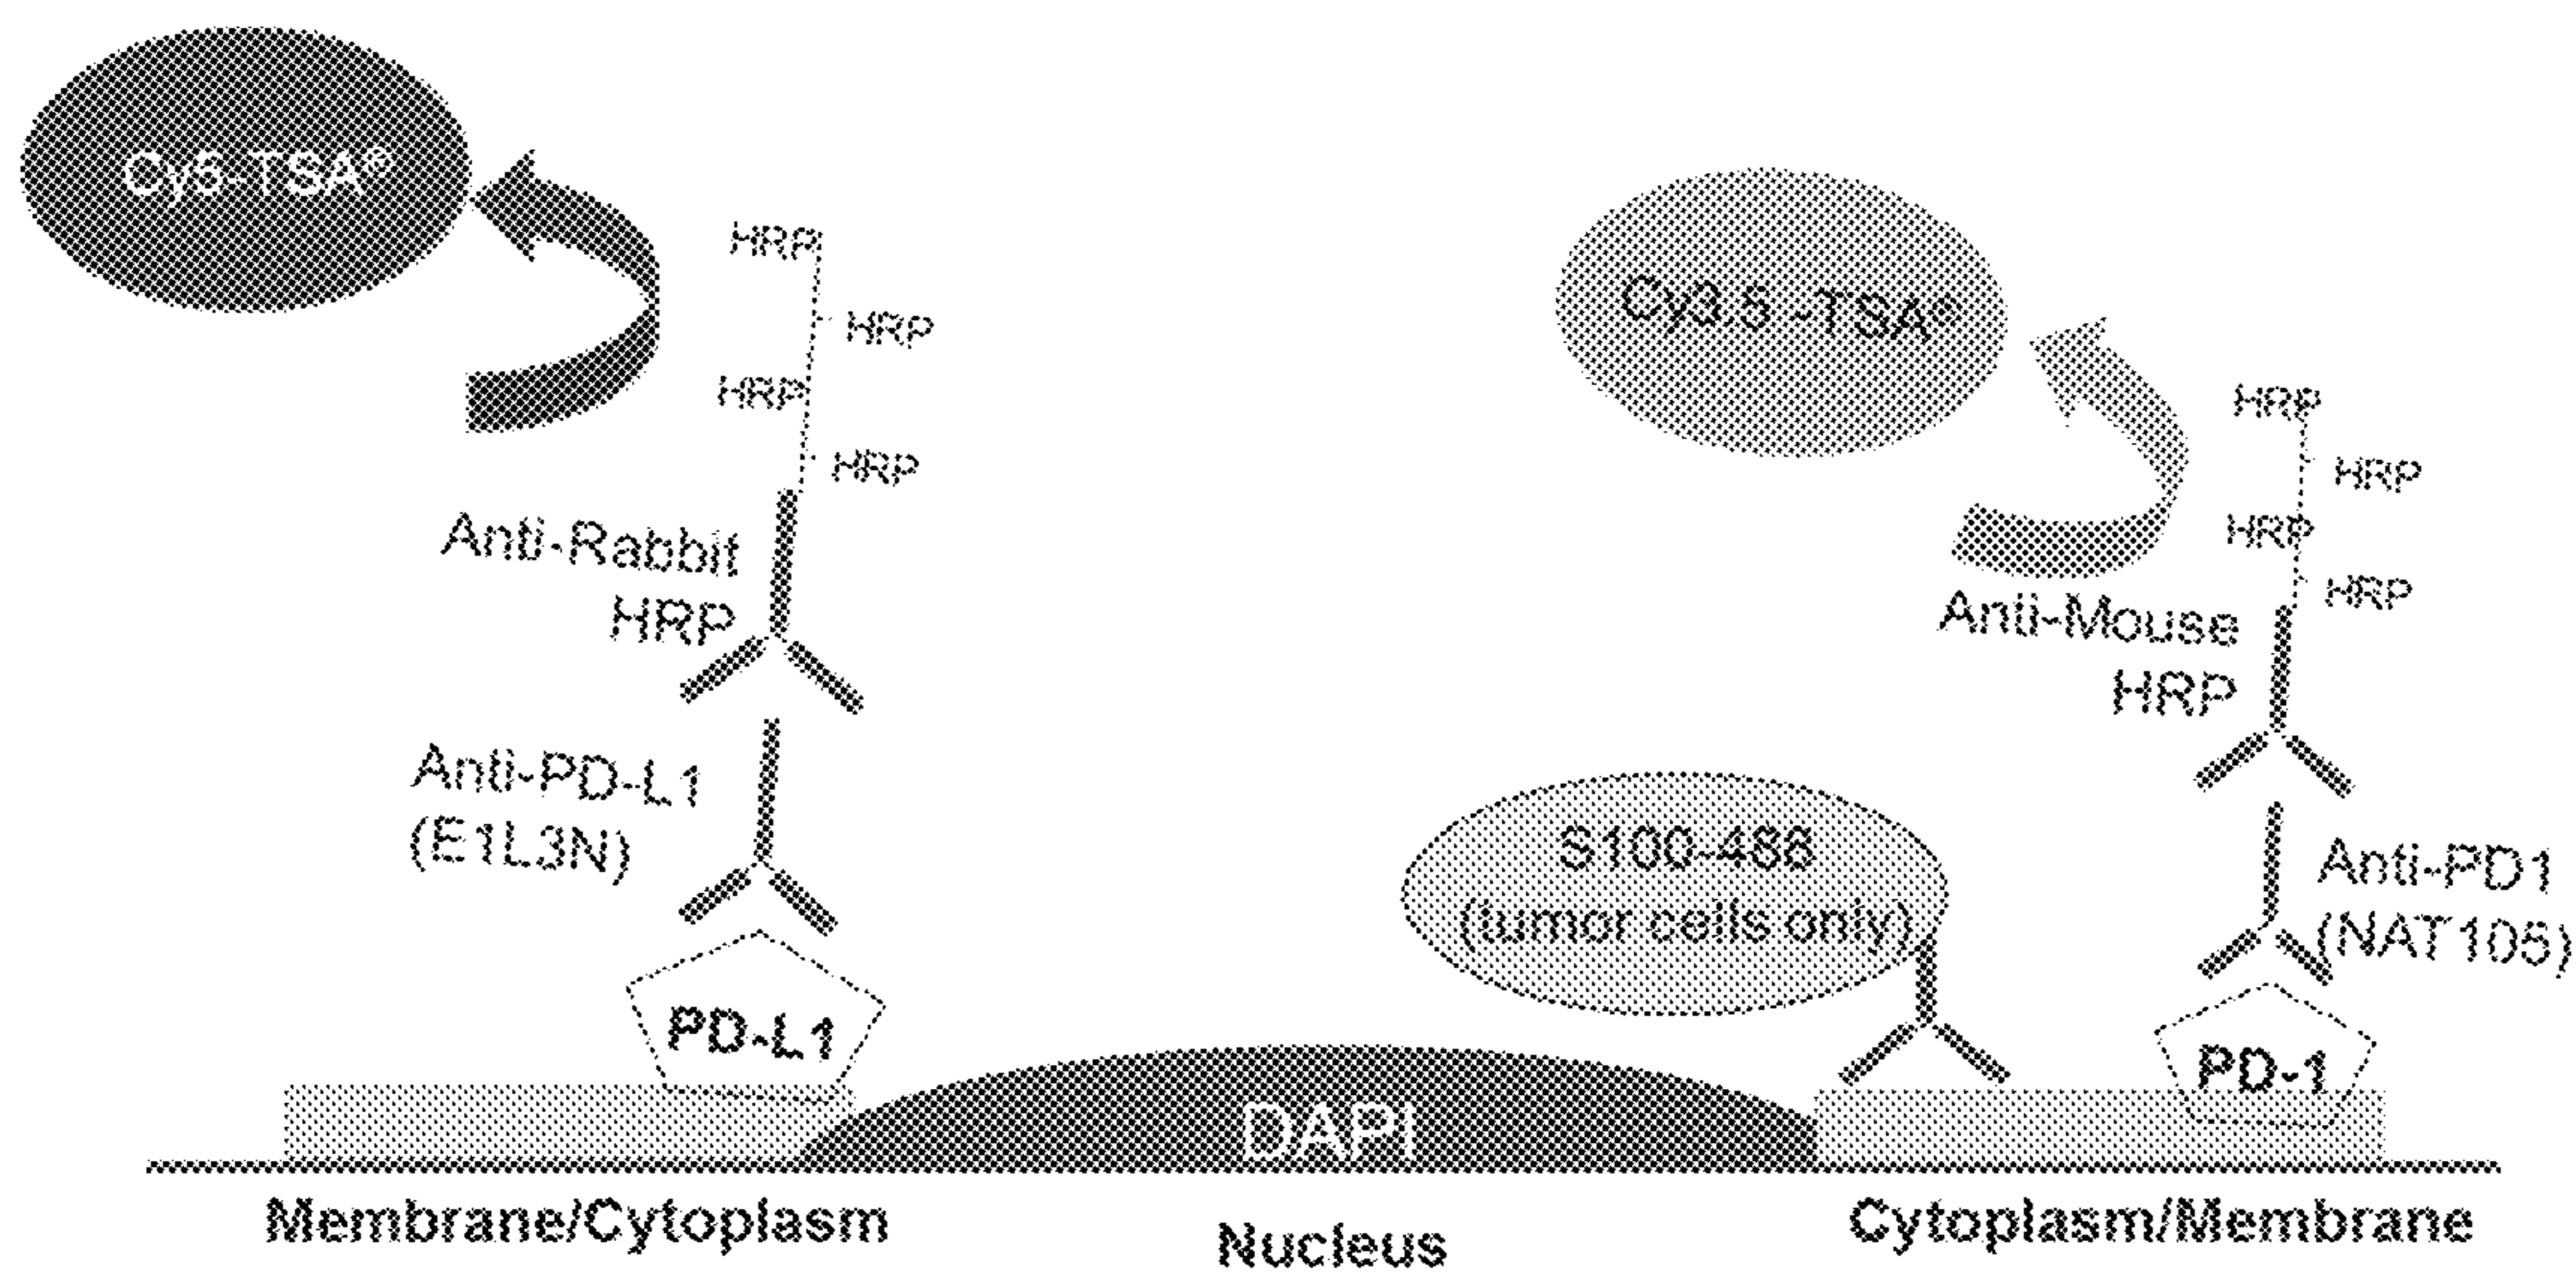 Cy5-TSA®
HRP
HRP
HRP
HRP
Anti-Rabbit
HRP
Anti-PD-L1
(E1L3N)
PD-L1
Cy3.5 -TSA®
HRP
HRP
HRP
HRP
Anti-Mouse
HRP
S100-488
(tumor cells only)
Anti-PD1
(NAT105)
PD-1
DAPI
Membrane/Cytoplasm
Nucleus
Cytoplasm/Membrane